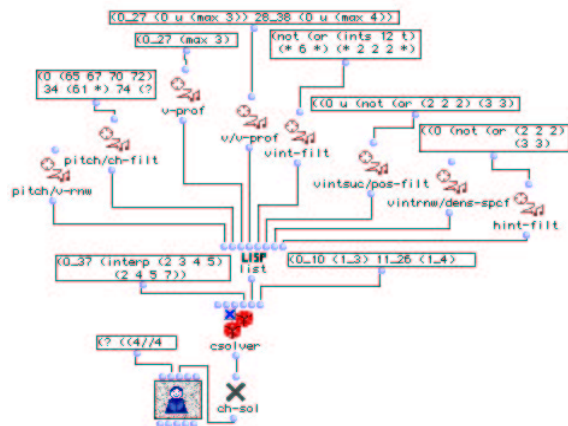 (0_27 (0 u (max 3)) 28_38 (0 u (max 4)))
(0_27 (max 3)
(not (or (ints 12 t)
(* 6 *) (* 2 2 2 *)
(0 (65 67 70 72)
34 (61 *) 74 (?
v-prof
((0 u (not (or (2 2 2) (3 3)
v/v-prof
vint-filt
((0 (not (or (2 2 2)
(3 3)
pitch/ch-filt
pitch/v-rnw
vintsuc/pos-filt
vintrnw/dens-spcf
hint-filt
(0_37 (interp (2 3 4 5)
(2 4 5 7))
LISP
list
(0_10 (1_3) 11_26 (1_4)
csolver
(? ((4//4
ch-sol